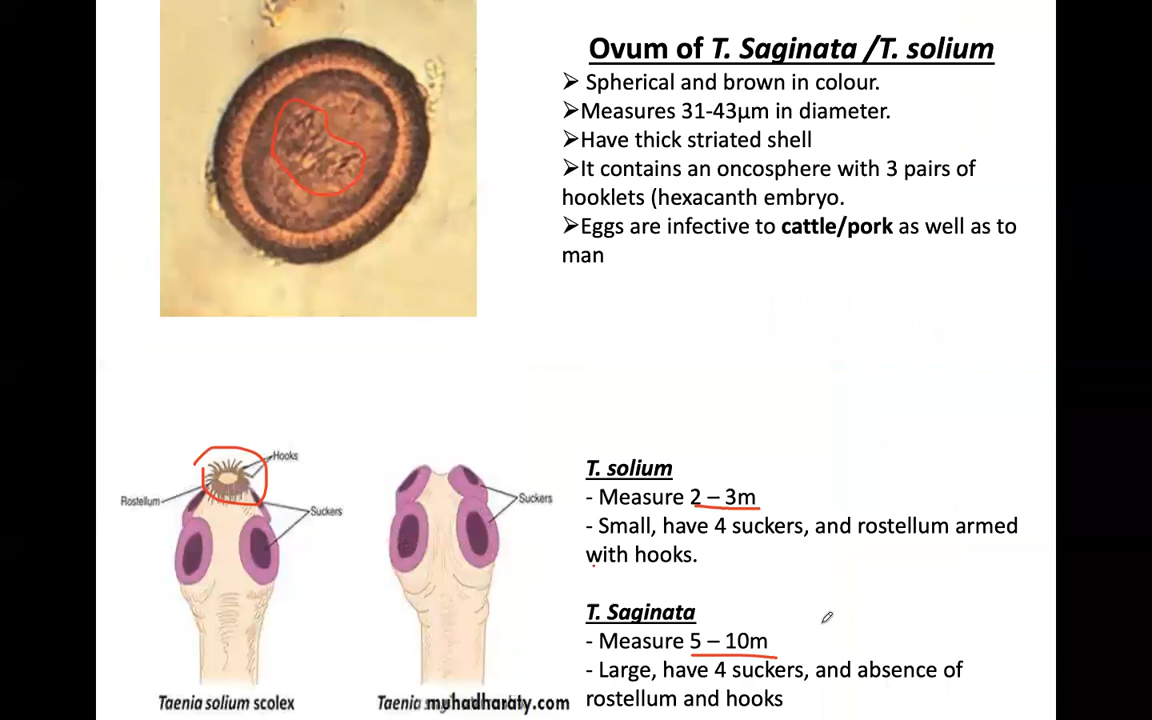 Ovum of T. Saginata /T. solium
➢ Spherical and brown in colour.
➢Measures 31-43µm in diameter.
➢Have thick striated shell
➢It contains an oncosphere with 3 pairs of
hooklets (hexacanth embryo.
➢Eggs are infective to cattle/pork as well as to
man
Hooks
Rostellum
Suckers
Suckers
Taenia solium scolex
Taenia
muhadharaty.com
T. solium
- Measure 2 – 3m
- Small, have 4 suckers, and rostellum armed
with hooks.
T. Saginata
- Measure 5 – 10m
- Large, have 4 suckers, and absence of
rostellum and hooks